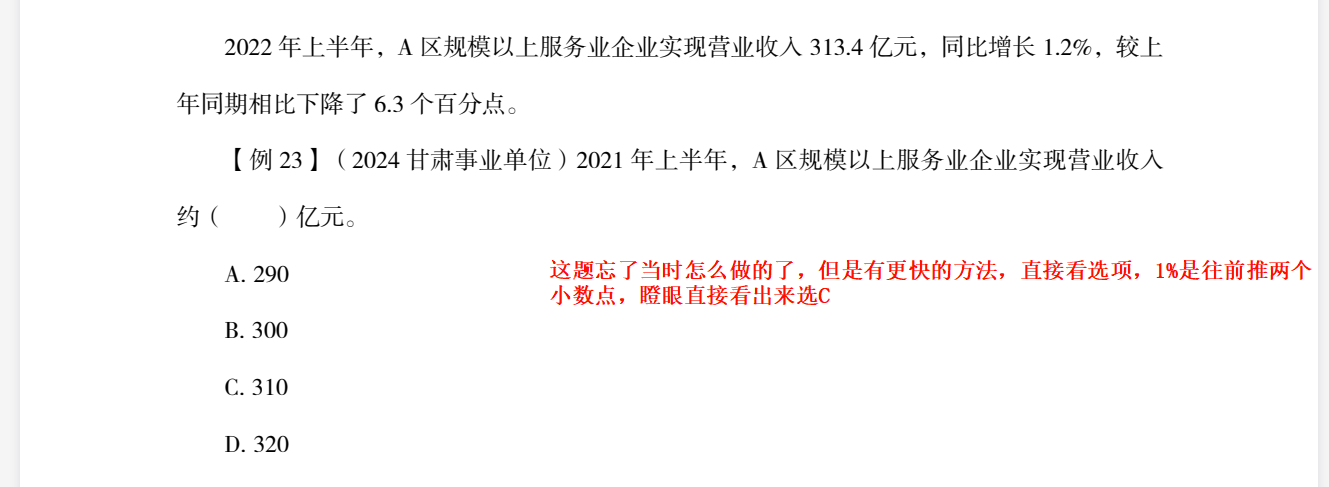 2022 年上半年，A 区规模以上服务业企业实现营业收入 313.4 亿元，同比增长 1.2%，较上
年同期相比下降了 6.3 个百分点。
【例 23】（2024 甘肃事业单位）2021 年上半年，A 区规模以上服务业企业实现营业收入
约（　　）亿元。
A. 290
这题忘了当时怎么做的了，但是有更快的方法，直接看选项，1%是往前推两个
小数点，瞪眼直接看出来选C
B. 300
C. 310
D. 320